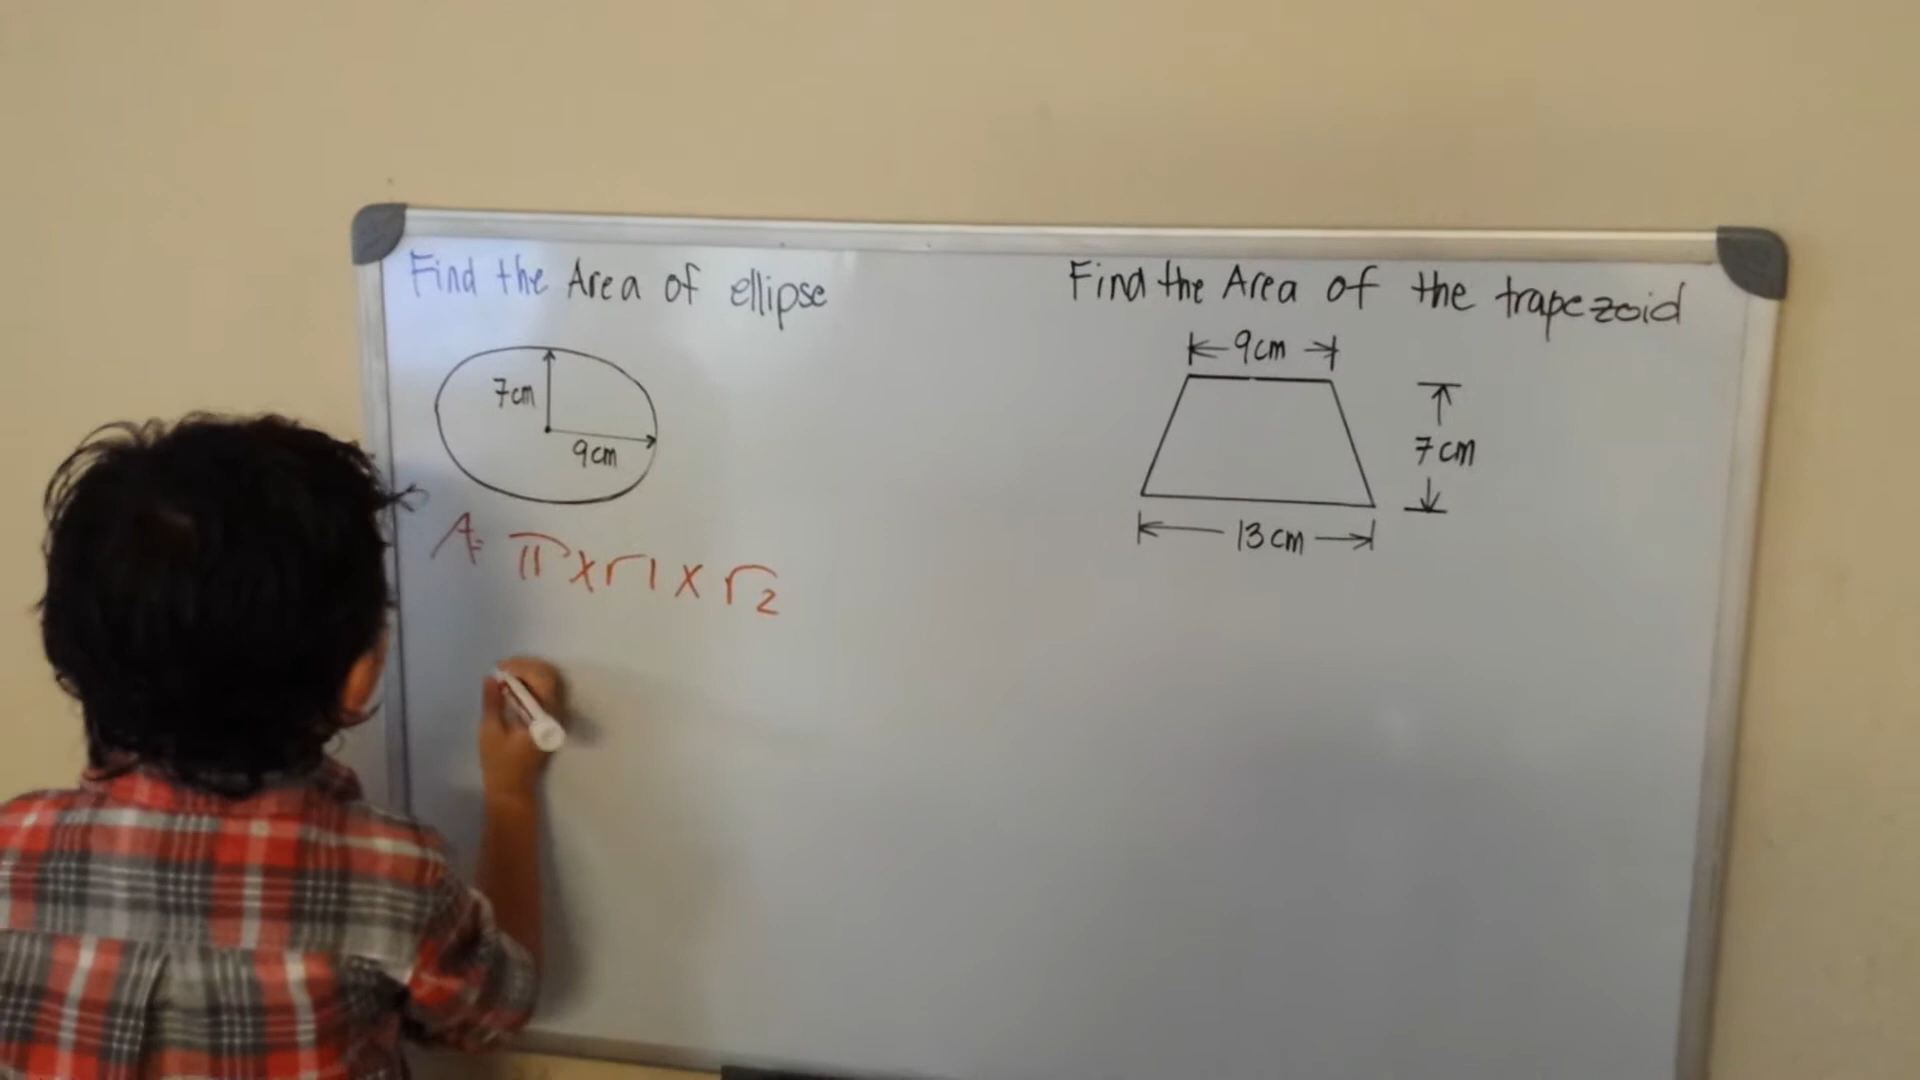 Find the Area of ellipse
7cm
9cm
A= π x r1 x r2
Find the Area of the trapezoid
9cm
7cm
13cm